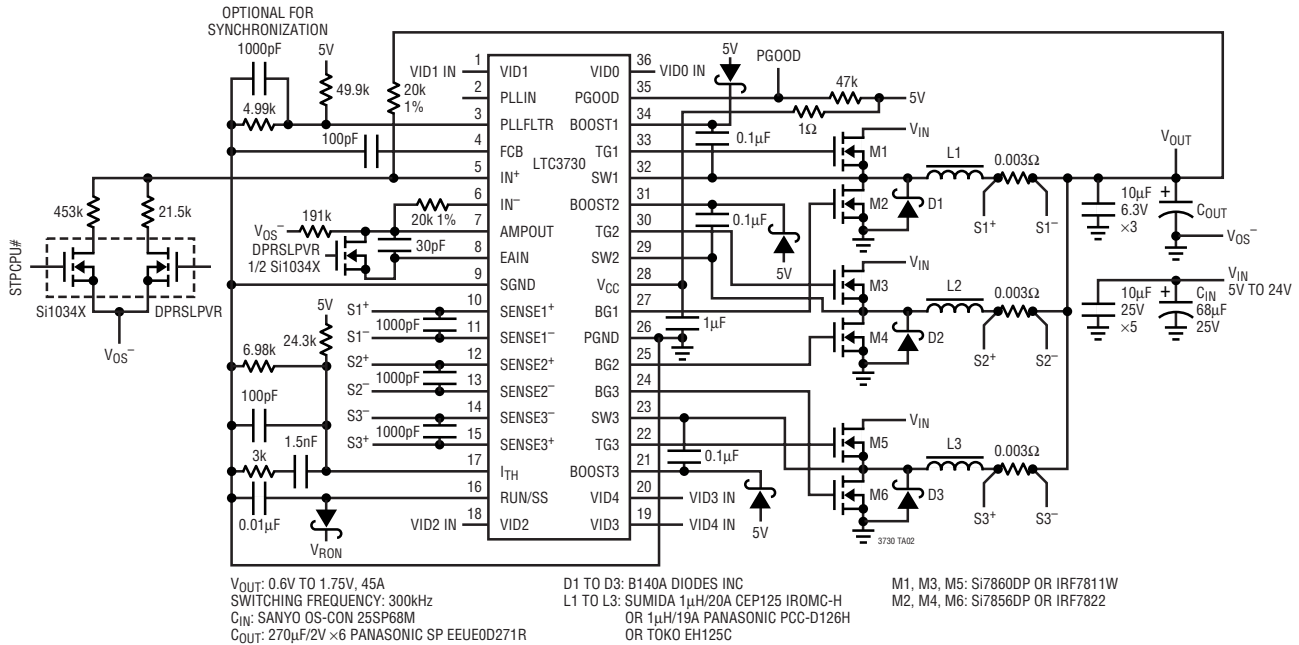 OPTIONAL FOR
SYNCHRONIZATION
1000pF
5V
4.99k
49.9k
100pF
VID1 IN
20k
1%
453k
21.5k
STPCPU#
Si1034X
DPRSLPVR
VOS−
191k
VOS−
DPRSLPVR
1/2 Si1034X
20k 1%
30pF
5V
24.3k
6.98k
100pF
1.5nF
3k
0.01µF
VRON
S1+
1000pF
S1−
S2+
1000pF
S2−
S3−
1000pF
S3+
VID2 IN
LTC3730
1 VID1
2 PLLIN
3 PLLFLTR
4 FCB
5 IN+
6 IN−
7 AMPOUT
8 EAIN
9 SGND
10 SENSE1+
11 SENSE1−
12 SENSE2+
13 SENSE2−
14 SENSE3−
15 SENSE3+
17 ITH
16 RUN/SS
18 VID2
VID0 36
PGOOD 35
BOOST1 34
TG1 33
SW1 32
BOOST2 31
TG2 30
SW2 29
VCC 28
BG1 27
PGND 26
BG2 25
BG3 24
SW3 23
TG3 22
BOOST3 21
VID4 20
VID3 19
VID0 IN
5V
PGOOD
47k
5V
1Ω
0.1µF
0.1µF
5V
1µF
0.1µF
5V
VID3 IN
VID4 IN
VIN
M1
M2
D1
L1
0.003Ω
S1+
S1−
VIN
M3
M4
D2
L2
0.003Ω
S2+
S2−
VIN
M5
M6
D3
L3
0.003Ω
S3+
S3−
3730 TA02
VOUT
10µF
6.3V
×3
+
COUT
VOS−
VIN
5V TO 24V
10µF
25V
×5
+
CIN
68µF
25V
VOUT: 0.6V TO 1.75V, 45A
SWITCHING FREQUENCY: 300kHz
CIN: SANYO OS-CON 25SP68M
COUT: 270µF/2V ×6 PANASONIC SP EEUE0D271R
D1 TO D3: B140A DIODES INC
L1 TO L3: SUMIDA 1µH/20A CEP125 IROMC-H
OR 1µH/19A PANASONIC PCC-D126H
OR TOKO EH125C
M1, M3, M5: Si7860DP OR IRF7811W
M2, M4, M6: Si7856DP OR IRF7822